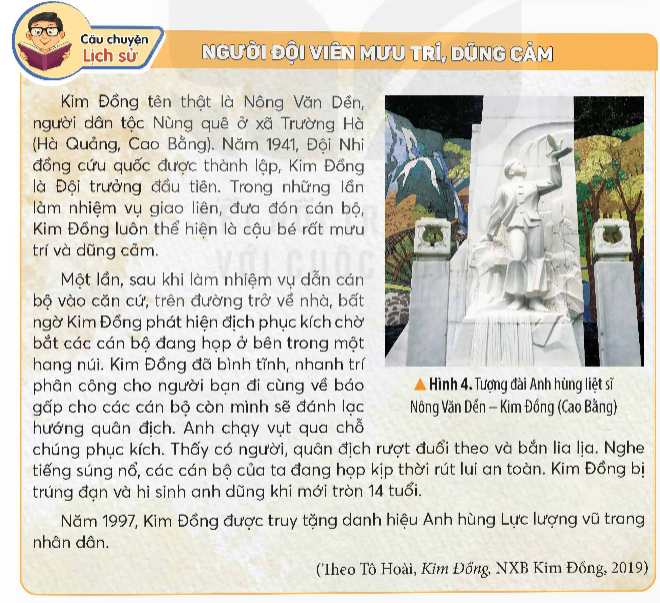 Câu chuyện
Lịch sử
NGƯỜI ĐỘI VIÊN MƯU TRÍ, DŨNG CẢM
Kim Đồng tên thật là Nông Văn Dền,
người dân tộc Nùng quê ở xã Trường Hà
(Hà Quảng, Cao Bằng). Năm 1941, Đội Nhi
đồng cứu quốc được thành lập, Kim Đồng
là Đội trưởng đầu tiên. Trong những lần
làm nhiệm vụ giao liên, đưa đón cán bộ,
Kim Đồng luôn thể hiện là cậu bé rất mưu
trí và dũng cảm.
Một lần, sau khi làm nhiệm vụ dẫn cán
bộ vào căn cứ, trên đường trở về nhà, bất
ngờ Kim Đồng phát hiện địch phục kích chờ
bắt các cán bộ đang họp ở bên trong một
hang núi. Kim Đồng đã bình tĩnh, nhanh trí
phân công cho người bạn đi cùng về báo
gấp cho các cán bộ còn mình sẽ đánh lạc
hướng quân địch. Anh chạy vụt qua chỗ
chúng phục kích. Thấy có người, quân địch rượt đuổi theo và bắn lia lịa. Nghe
tiếng súng nổ, các cán bộ của ta đang họp kịp thời rút lui an toàn. Kim Đồng bị
trúng đạn và hi sinh anh dũng khi mới tròn 14 tuổi.
Năm 1997, Kim Đồng được truy tặng danh hiệu Anh hùng Lực lượng vũ trang
nhân dân.
(Theo Tô Hoài, Kim Đồng, NXB Kim Đồng, 2019)
▲ Hình 4. Tượng đài Anh hùng liệt sĩ
Nông Văn Dền – Kim Đồng (Cao Bằng)